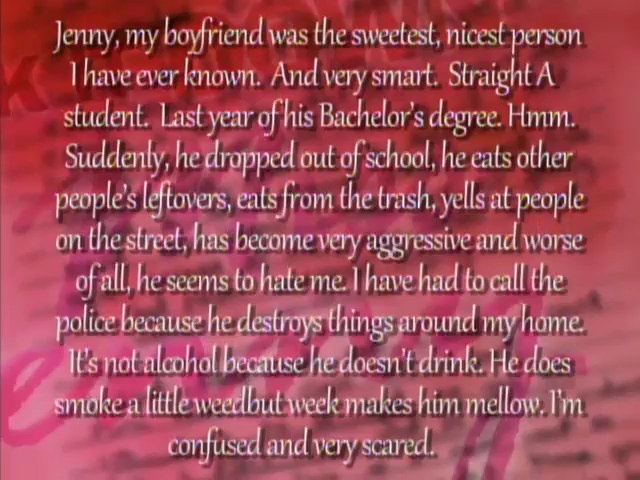 Jenny, my boyfriend was the sweetest, nicest person
I have ever known. And very smart. Straight A
student. Last year of his Bachelor's degree. Hmm.
Suddenly, he dropped out of school, he eats other
people's leftovers, eats from the trash, yells at people
on the street, has become very aggressive and worse
of all, he seems to hate me. I have had to call the
police because he destroys things around my home.
It's not alcohol because he doesn't drink. He does
smoke a little weedbut week makes him mellow. I'm
confused and very scared.